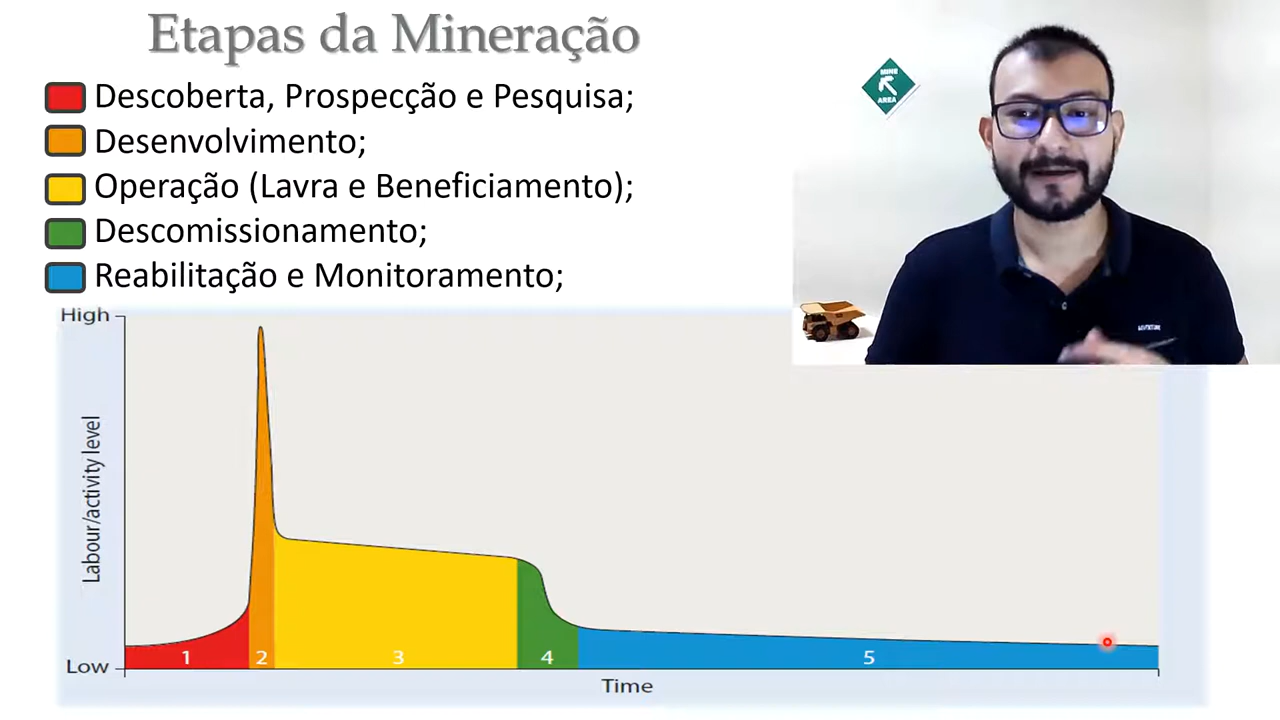 Etapas da Mineração
Descoberta, Prospecção e Pesquisa;
Desenvolvimento;
Operação (Lavra e Beneficiamento);
Descomissionamento;
Reabilitação e Monitoramento;
MINE
AREA
High
Labour/activity level
Low
1
2
3
4
5
Time